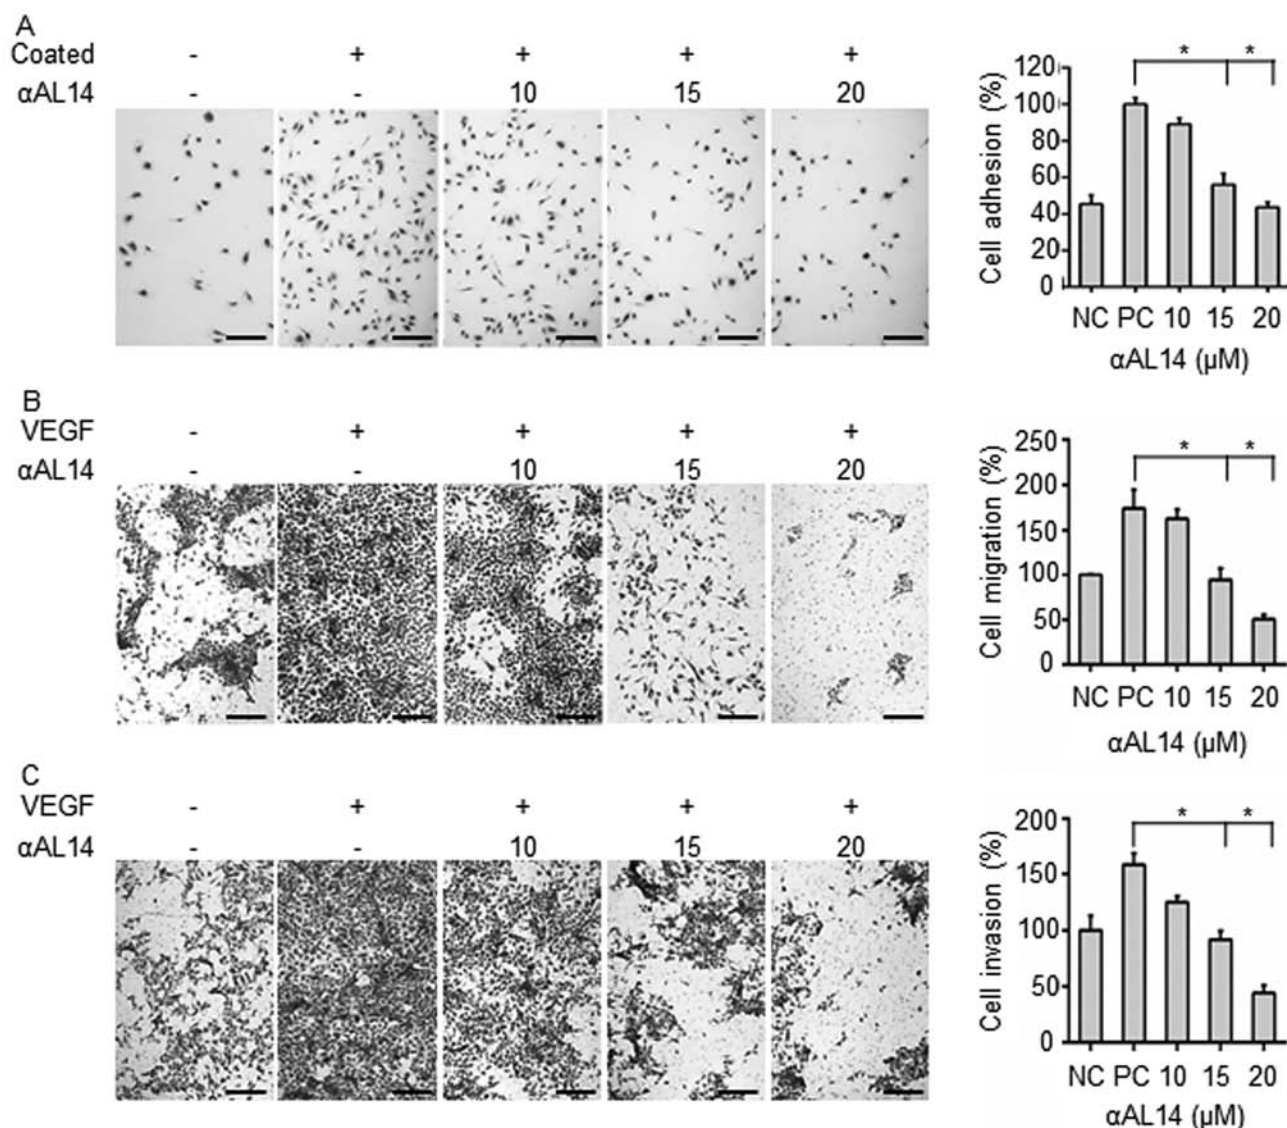 A
Coated - + + + +
αAL14 - - 10 15 20
* *
120
100
80
60
40
20
0
Cell adhesion (%)
NC PC 10 15 20
αAL14 (µM)
B
VEGF - + + + +
αAL14 - - 10 15 20
* *
250
200
150
100
50
0
Cell migration (%)
NC PC 10 15 20
αAL14 (µM)
C
VEGF - + + + +
αAL14 - - 10 15 20
* *
200
150
100
50
0
Cell invasion (%)
NC PC 10 15 20
αAL14 (µM)